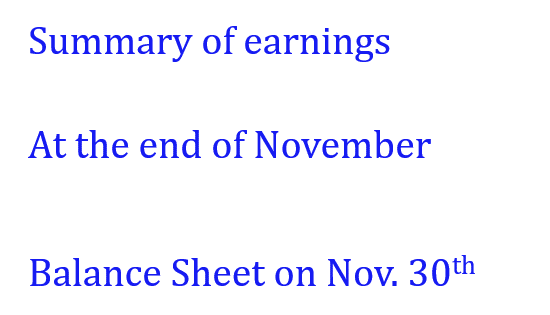 Summary of earnings
At the end of November
Balance Sheet on Nov. 30th